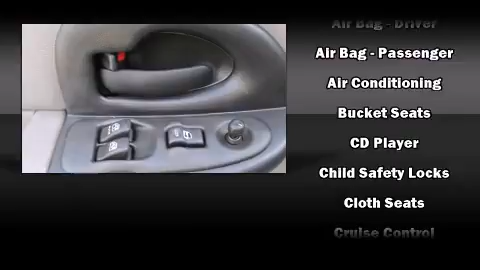 Air Bag - Driver
Air Bag - Passenger
Air Conditioning
Bucket Seats
CD Player
Child Safety Locks
Cloth Seats
Cruise Control